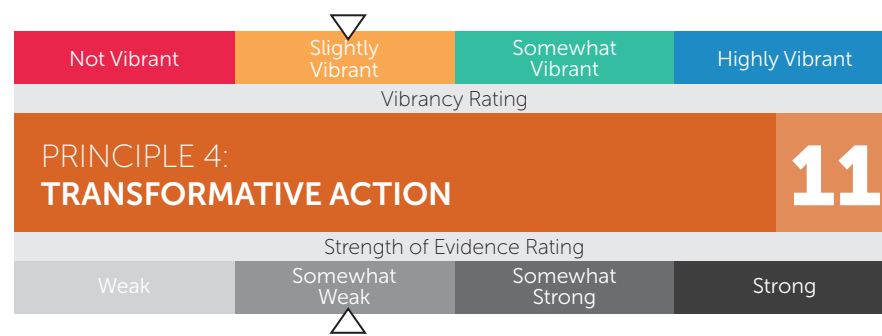 Not Vibrant
Slightly
Vibrant
Somewhat
Vibrant
Highly Vibrant
Vibrancy Rating
PRINCIPLE 4:
TRANSFORMATIVE ACTION
11
Strength of Evidence Rating
Weak
Somewhat
Weak
Somewhat
Strong
Strong